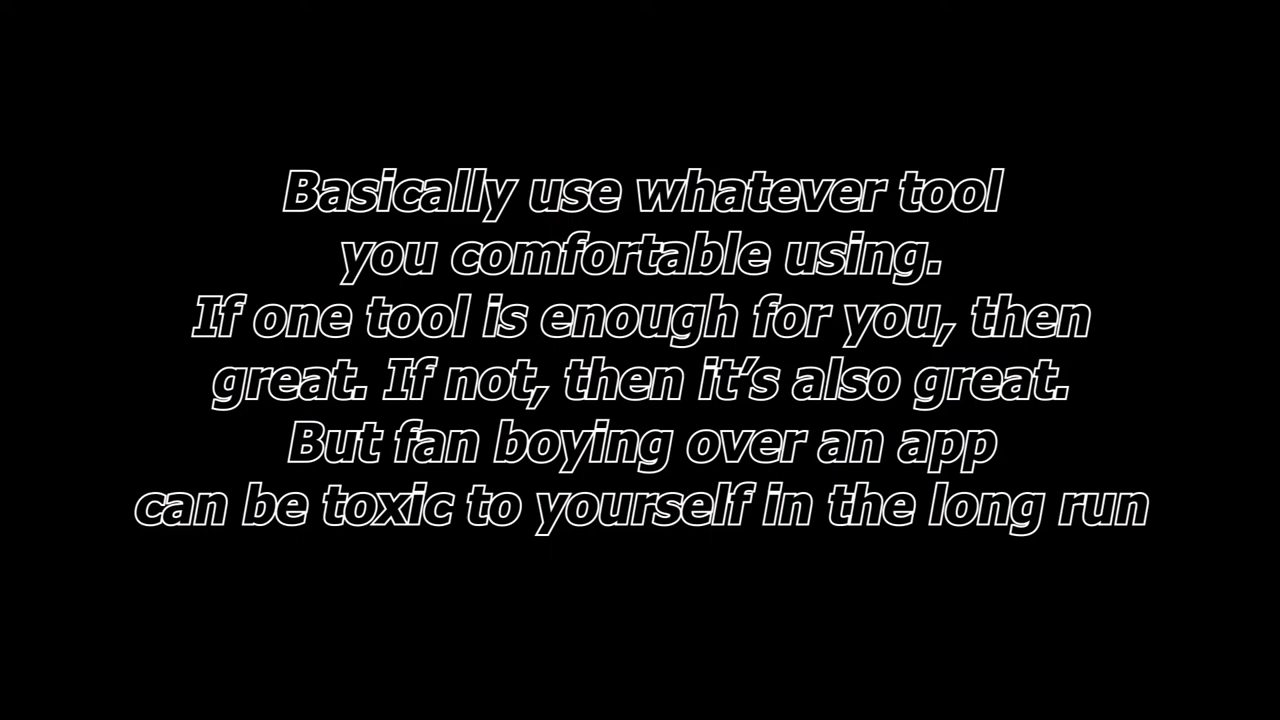 Basically use whatever tool
you comfortable using.
If one tool is enough for you, then
great. If not, then it’s also great.
But fan boying over an app
can be toxic to yourself in the long run